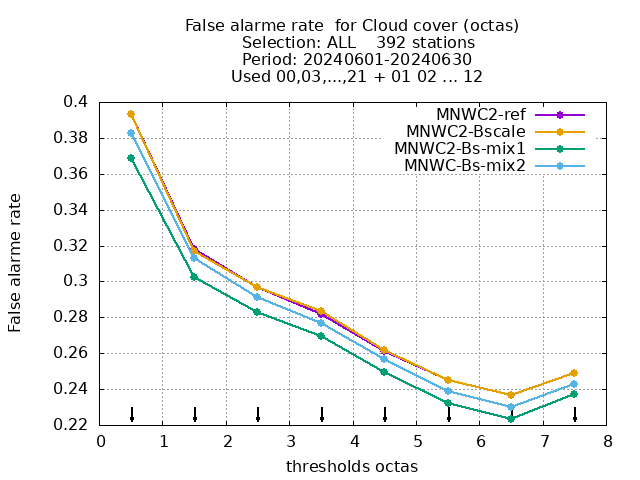 False alarme rate  for Cloud cover (octas)
Selection: ALL    392 stations
Period: 20240601-20240630
Used 00,03,...,21 + 01 02 ... 12
MNWC2-ref
MNWC2-Bscale
MNWC2-Bs-mix1
MNWC-Bs-mix2
False alarme rate
0.4
0.38
0.36
0.34
0.32
0.3
0.28
0.26
0.24
0.22
0 1 2 3 4 5 6 7 8
thresholds octas